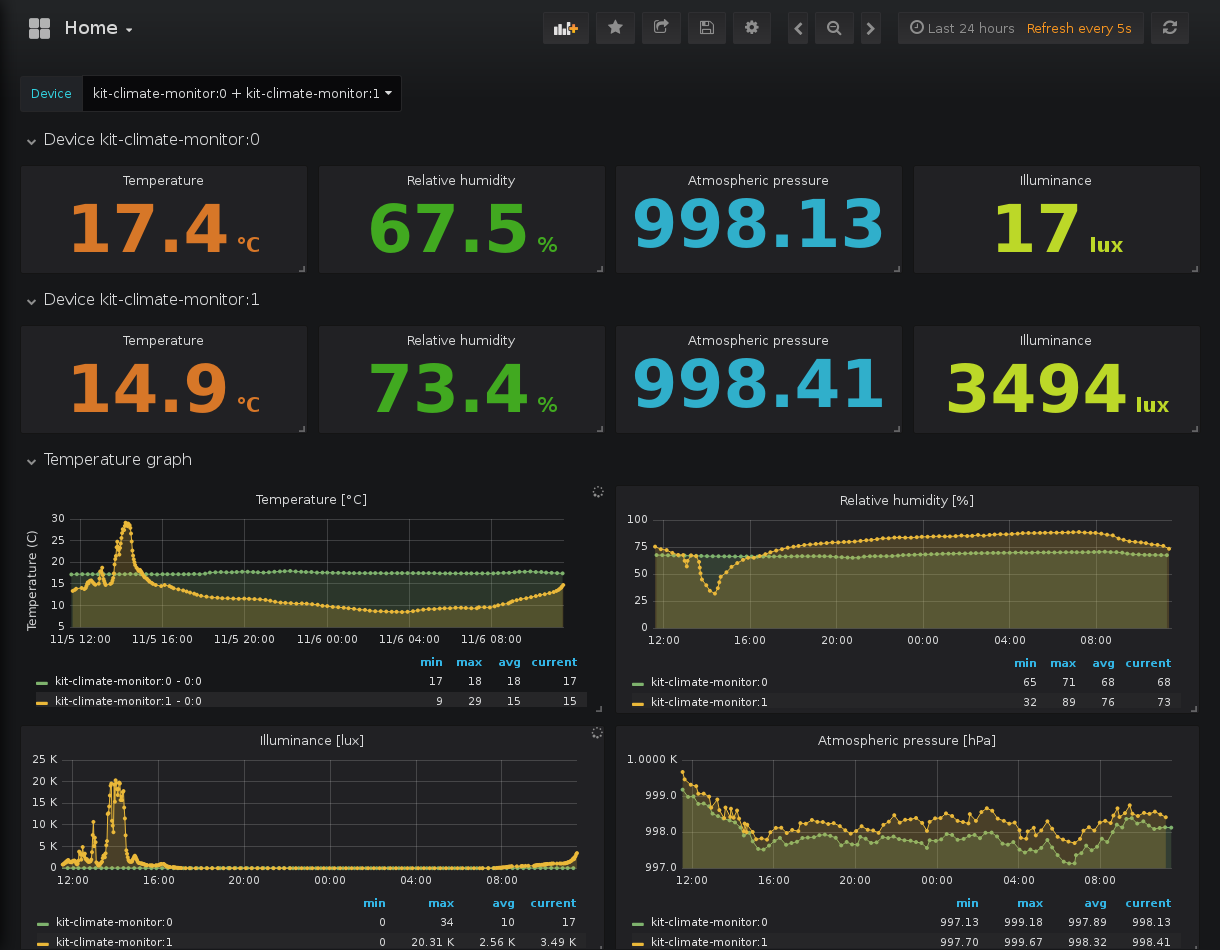 Home
Last 24 hours Refresh every 5s
Device kit-climate-monitor:0 + kit-climate-monitor:1
Device kit-climate-monitor:0
Temperature Relative humidity Atmospheric pressure Illuminance
17.4 °C 67.5 % 998.13 17 lux
Device kit-climate-monitor:1
Temperature Relative humidity Atmospheric pressure Illuminance
14.9 °C 73.4 % 998.41 3494 lux
Temperature graph
Temperature [°C]
Temperature (C)
30
25
20
15
10
5
11/5 12:00 11/5 16:00 11/5 20:00 11/6 00:00 11/6 04:00 11/6 08:00
min max avg current
kit-climate-monitor:0 - 0:0 17 18 18 17
kit-climate-monitor:1 - 0:0 9 29 15 15
Relative humidity [%]
100
75
50
25
0
12:00 16:00 20:00 00:00 04:00 08:00
min max avg current
kit-climate-monitor:0 65 71 68 68
kit-climate-monitor:1 32 89 76 73
Illuminance [lux]
25 K
20 K
15 K
10 K
5 K
0
12:00 16:00 20:00 00:00 04:00 08:00
min max avg current
kit-climate-monitor:0 0 34 10 17
kit-climate-monitor:1 0 20.31 K 2.56 K 3.49 K
Atmospheric pressure [hPa]
1.0000 K
999.0
998.0
997.0
12:00 16:00 20:00 00:00 04:00 08:00
min max avg current
kit-climate-monitor:0 997.13 999.18 997.89 998.13
kit-climate-monitor:1 997.70 999.67 998.32 998.41